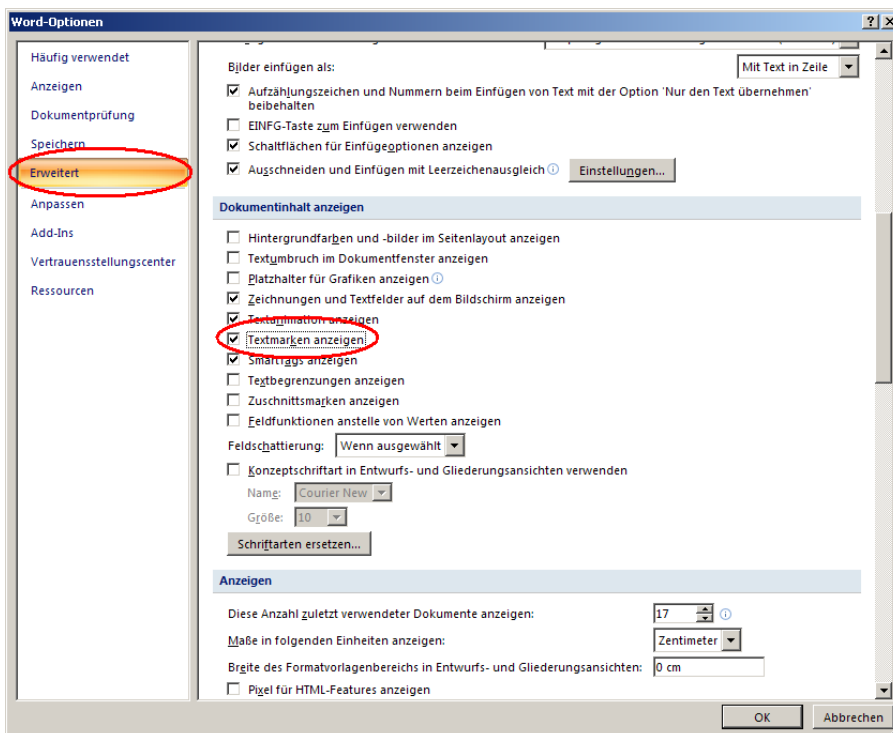 Word-Optionen
Häufig verwendet
Anzeigen
Dokumentprüfung
Speichern
Erweitert
Anpassen
Add-Ins
Vertrauensstellungscenter
Ressourcen
Bilder einfügen als: Mit Text in Zeile
Aufzählungszeichen und Nummern beim Einfügen von Text mit der Option 'Nur den Text übernehmen'
beibehalten
EINFG-Taste zum Einfügen verwenden
Schaltflächen für Einfügeoptionen anzeigen
Ausschneiden und Einfügen mit Leerzeichenausgleich Einstellungen...
Dokumentinhalt anzeigen
Hintergrundfarben und -bilder im Seitenlayout anzeigen
Textumbruch im Dokumentfenster anzeigen
Platzhalter für Grafiken anzeigen
Zeichnungen und Textfelder auf dem Bildschirm anzeigen
Textanimation anzeigen
Textmarken anzeigen
SmartTags anzeigen
Textbegrenzungen anzeigen
Zuschnittsmarken anzeigen
Feldfunktionen anstelle von Werten anzeigen
Feldschattierung: Wenn ausgewählt
Konzeptschriftart in Entwurfs- und Gliederungsansichten verwenden
Name: Courier New
Größe: 10
Schriftarten ersetzen...
Anzeigen
Diese Anzahl zuletzt verwendeter Dokumente anzeigen: 17
Maße in folgenden Einheiten anzeigen: Zentimeter
Breite des Formatvorlagenbereichs in Entwurfs- und Gliederungsansichten: 0 cm
Pixel für HTML-Features anzeigen
OK Abbrechen